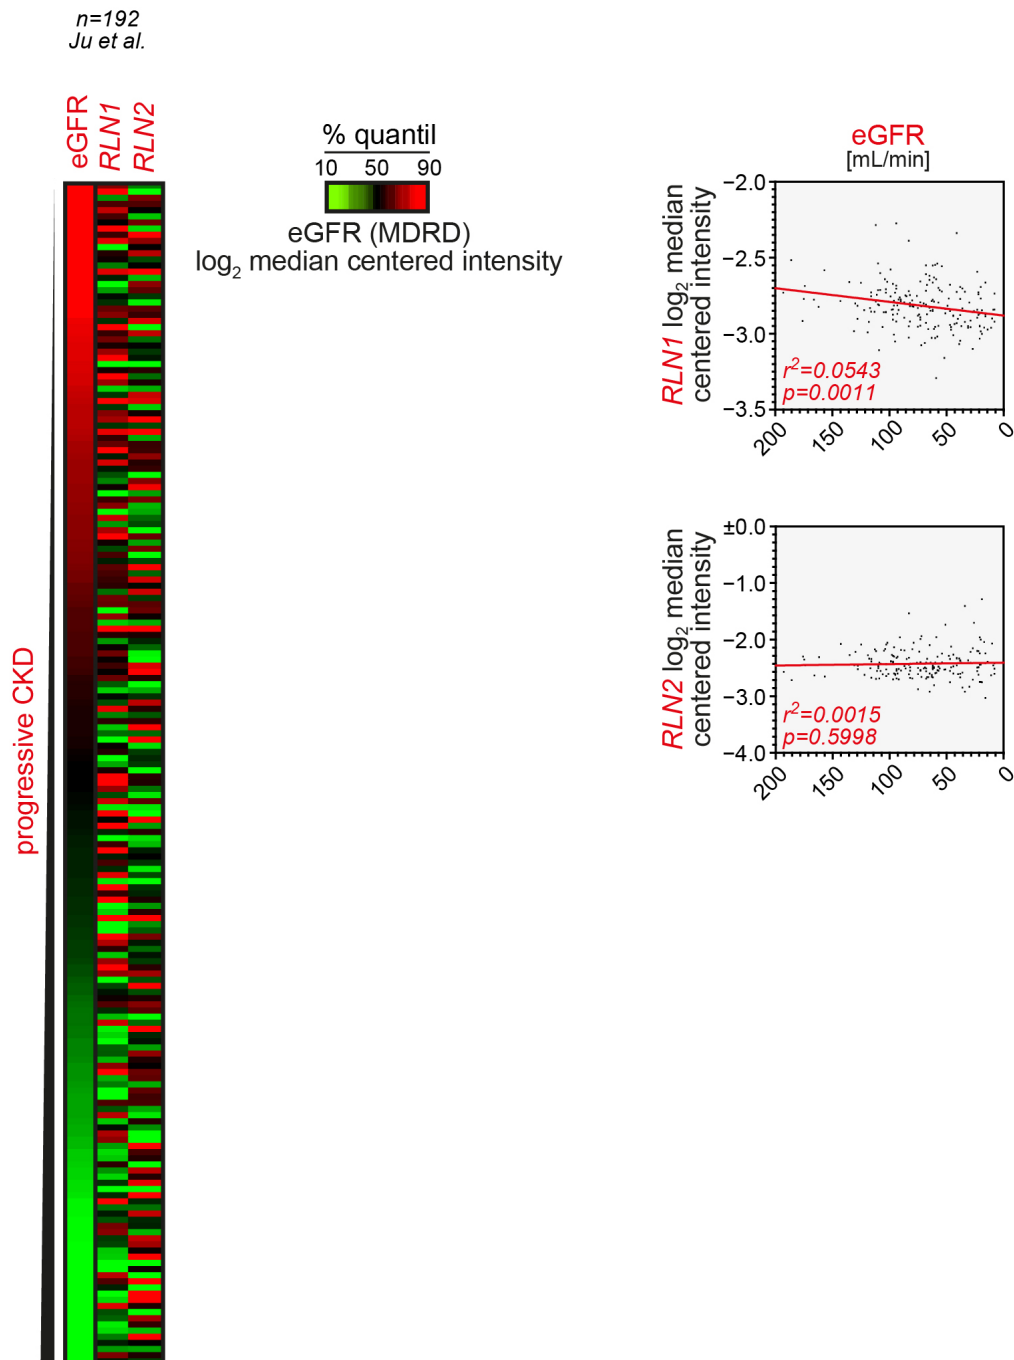 n=192
Ju et al.
eGFR
RLN1
RLN2
progressive CKD
% quantil
10 50 90
eGFR (MDRD)
log2 median centered intensity
eGFR
[mL/min]
RLN1 log2 median
centered intensity
−2.0
−2.5
−3.0
−3.5
r2=0.0543
p=0.0011
200 150 100 50 0
RLN2 log2 median
centered intensity
±0.0
−1.0
−2.0
−3.0
−4.0
r2=0.0015
p=0.5998
200 150 100 50 0